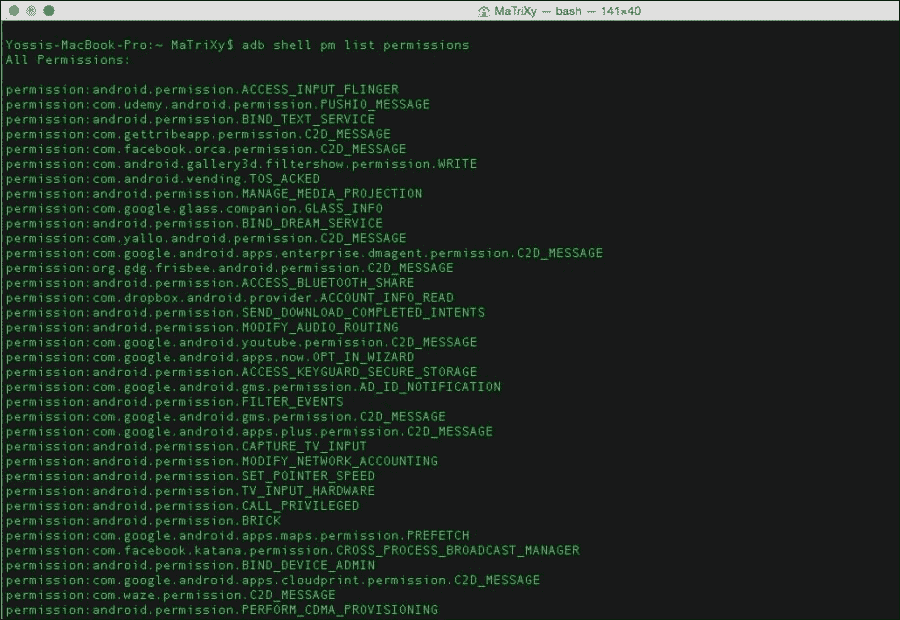 MaTriXy — bash — 141×40
Yossis-MacBook-Pro:~ MaTriXy$ adb shell pm list permissions
All Permissions:
permission:android.permission.ACCESS_INPUT_FLINGER
permission:com.udemy.android.permission.PUSHIO_MESSAGE
permission:android.permission.BIND_TEXT_SERVICE
permission:com.gettribeapp.permission.C2D_MESSAGE
permission:com.facebook.orca.permission.C2D_MESSAGE
permission:com.android.gallery3d.filtershow.permission.WRITE
permission:com.android.vending.TOS_ACKED
permission:android.permission.MANAGE_MEDIA_PROJECTION
permission:com.google.glass.companion.GLASS_INFO
permission:android.permission.BIND_DREAM_SERVICE
permission:com.yallo.android.permission.C2D_MESSAGE
permission:com.google.android.apps.enterprise.dmagent.permission.C2D_MESSAGE
permission:org.gdg.frisbee.android.permission.C2D_MESSAGE
permission:android.permission.ACCESS_BLUETOOTH_SHARE
permission:com.dropbox.android.provider.ACCOUNT_INFO_READ
permission:android.permission.SEND_DOWNLOAD_COMPLETED_INTENTS
permission:android.permission.MODIFY_AUDIO_ROUTING
permission:com.google.android.youtube.permission.C2D_MESSAGE
permission:com.google.android.apps.now.OPT_IN_WIZARD
permission:android.permission.ACCESS_KEYGUARD_SECURE_STORAGE
permission:com.google.android.gms.permission.AD_ID_NOTIFICATION
permission:android.permission.FILTER_EVENTS
permission:com.google.android.gms.permission.C2D_MESSAGE
permission:com.google.android.apps.plus.permission.C2D_MESSAGE
permission:android.permission.CAPTURE_TV_INPUT
permission:android.permission.MODIFY_NETWORK_ACCOUNTING
permission:android.permission.SET_POINTER_SPEED
permission:android.permission.TV_INPUT_HARDWARE
permission:android.permission.CALL_PRIVILEGED
permission:android.permission.BRICK
permission:com.google.android.apps.maps.permission.PREFETCH
permission:com.facebook.katana.permission.CROSS_PROCESS_BROADCAST_MANAGER
permission:android.permission.BIND_DEVICE_ADMIN
permission:com.google.android.apps.cloudprint.permission.C2D_MESSAGE
permission:com.waze.permission.C2D_MESSAGE
permission:android.permission.PERFORM_CDMA_PROVISIONING